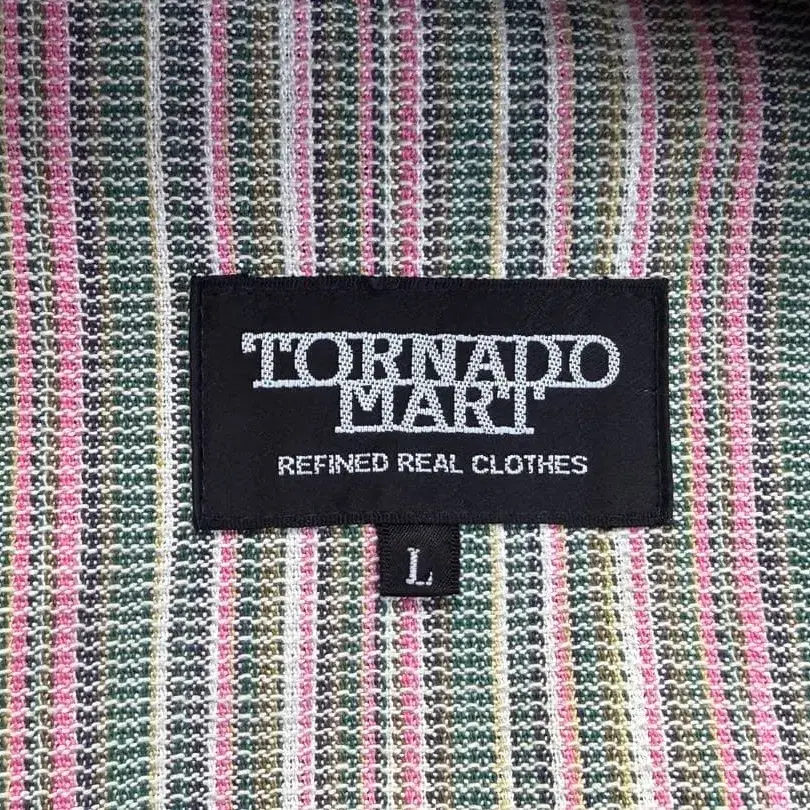 TORNADO
MART
REFINED REAL CLOTHES
L